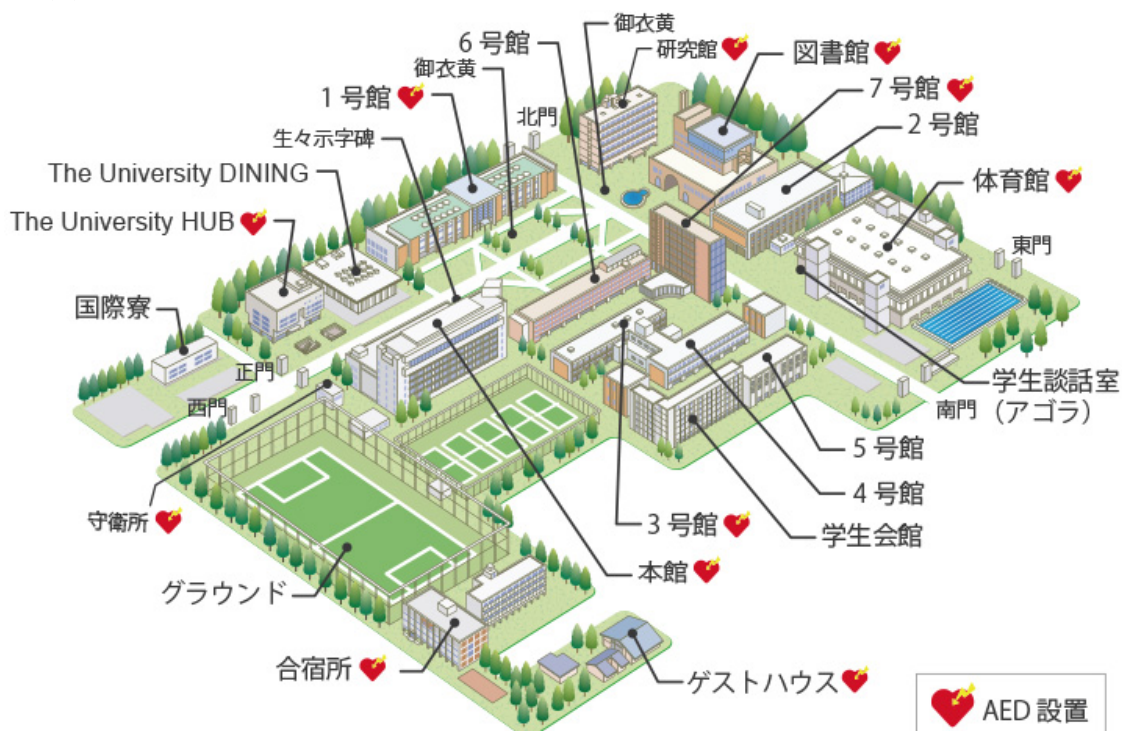 御衣黄
6号館
研究館
図書館
御衣黄
1号館
北門
7号館
生々示字碑
2号館
The University DINING
体育館
The University HUB
東門
国際寮
正門
学生談話室
（アゴラ）
西門
南門
5号館
4号館
守衛所
3号館
学生会館
本館
グラウンド
合宿所
ゲストハウス
AED 設置